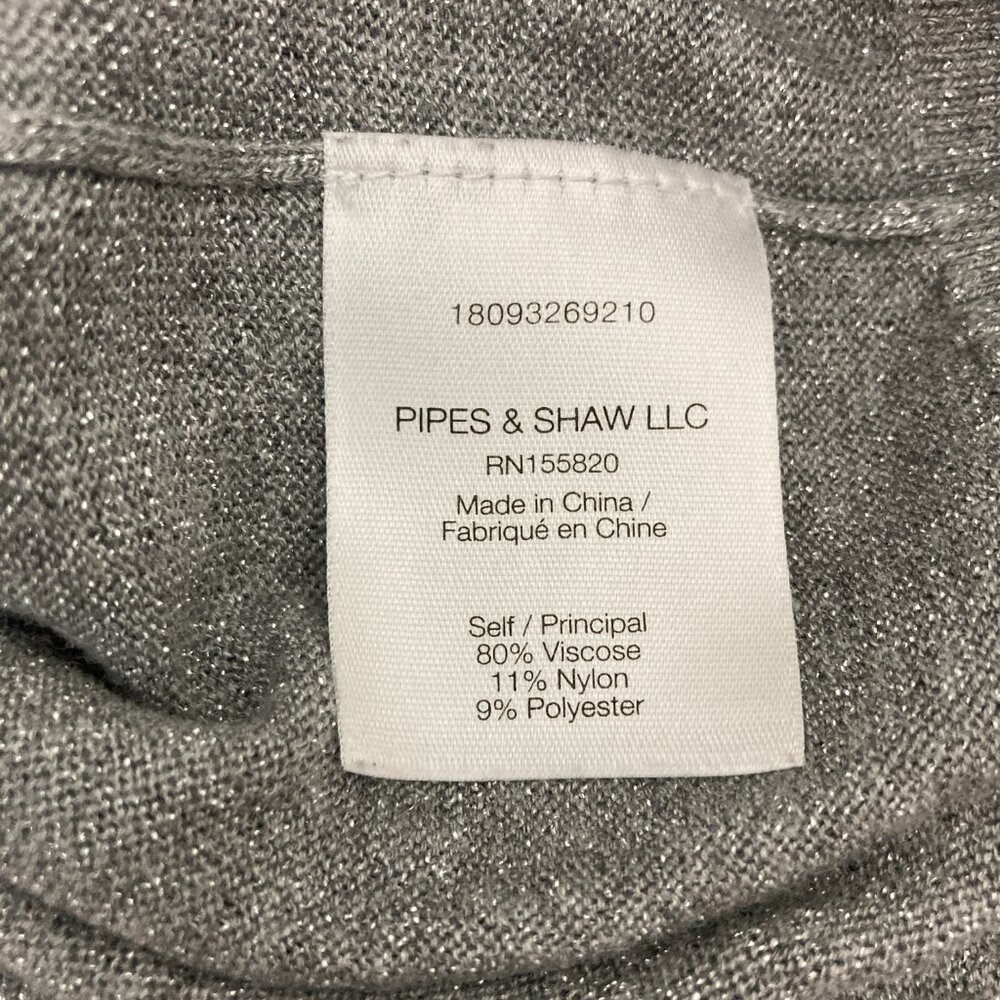 18093269210
PIPES & SHAW LLC
RN155820
Made in China /
Fabriqué en Chine
Self / Principal
80% Viscose
11% Nylon
9% Polyester